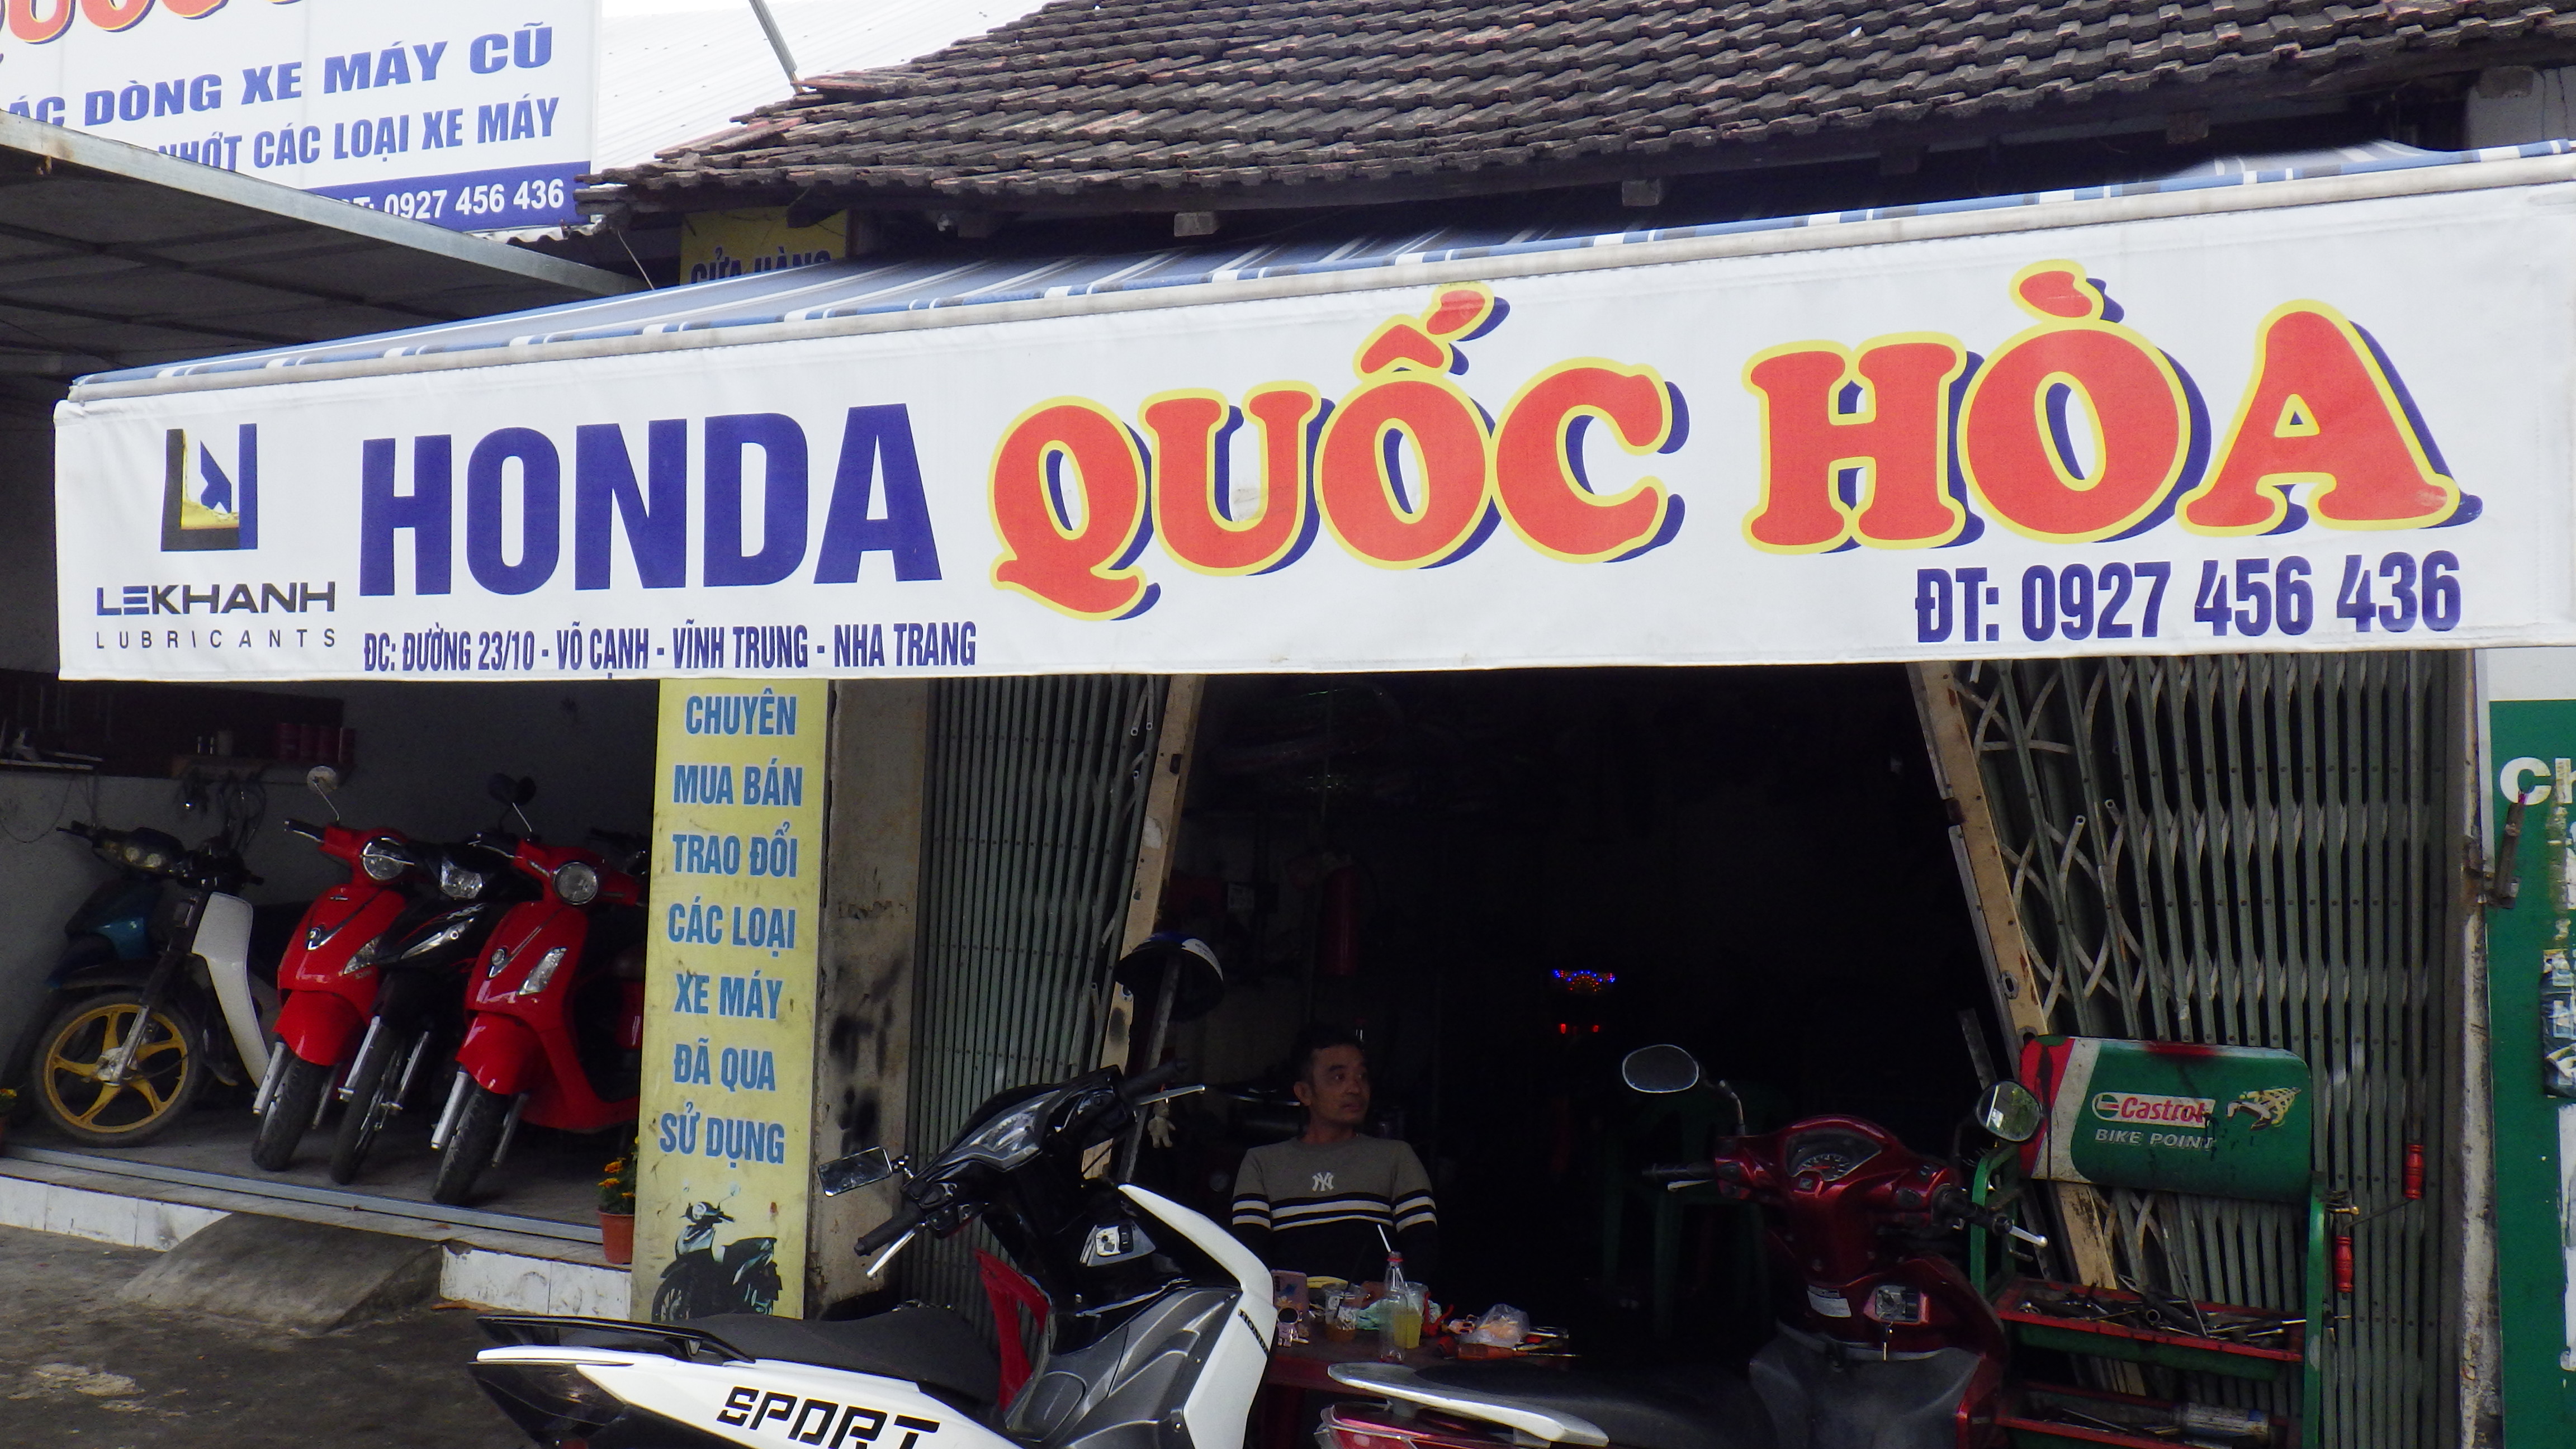 DÒNG XE MÁY CŨ
NHỚT CÁC LOẠI XE MÁY
ĐT: 0927 456 436
CỬA HÀNG
LEKHANH
LUBRICANTS
HONDA QUỐC HÒA
ĐC: ĐƯỜNG 23/10 - VÕ CẠNH - VĨNH TRUNG - NHA TRANG
ĐT: 0927 456 436
CHUYÊN
MUA BÁN
TRAO ĐỔI
CÁC LOẠI
XE MÁY
ĐÃ QUA
SỬ DỤNG
Castrol
BIKE POINT
NY
HONDA
SPORT